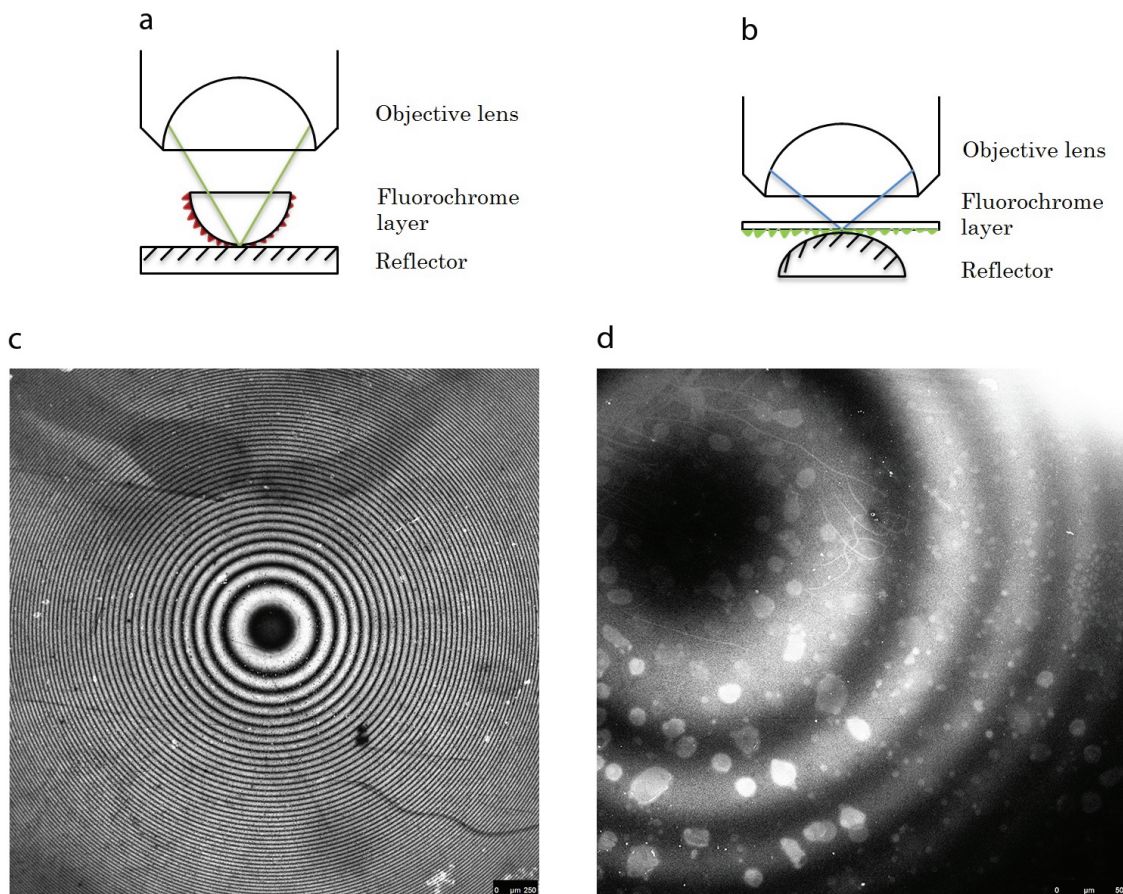 a
Objective lens
Fluorochrome
layer
Reflector
b
Objective lens
Fluorochrome
layer
Reflector
c
0 µm 250
d
0 µm 50